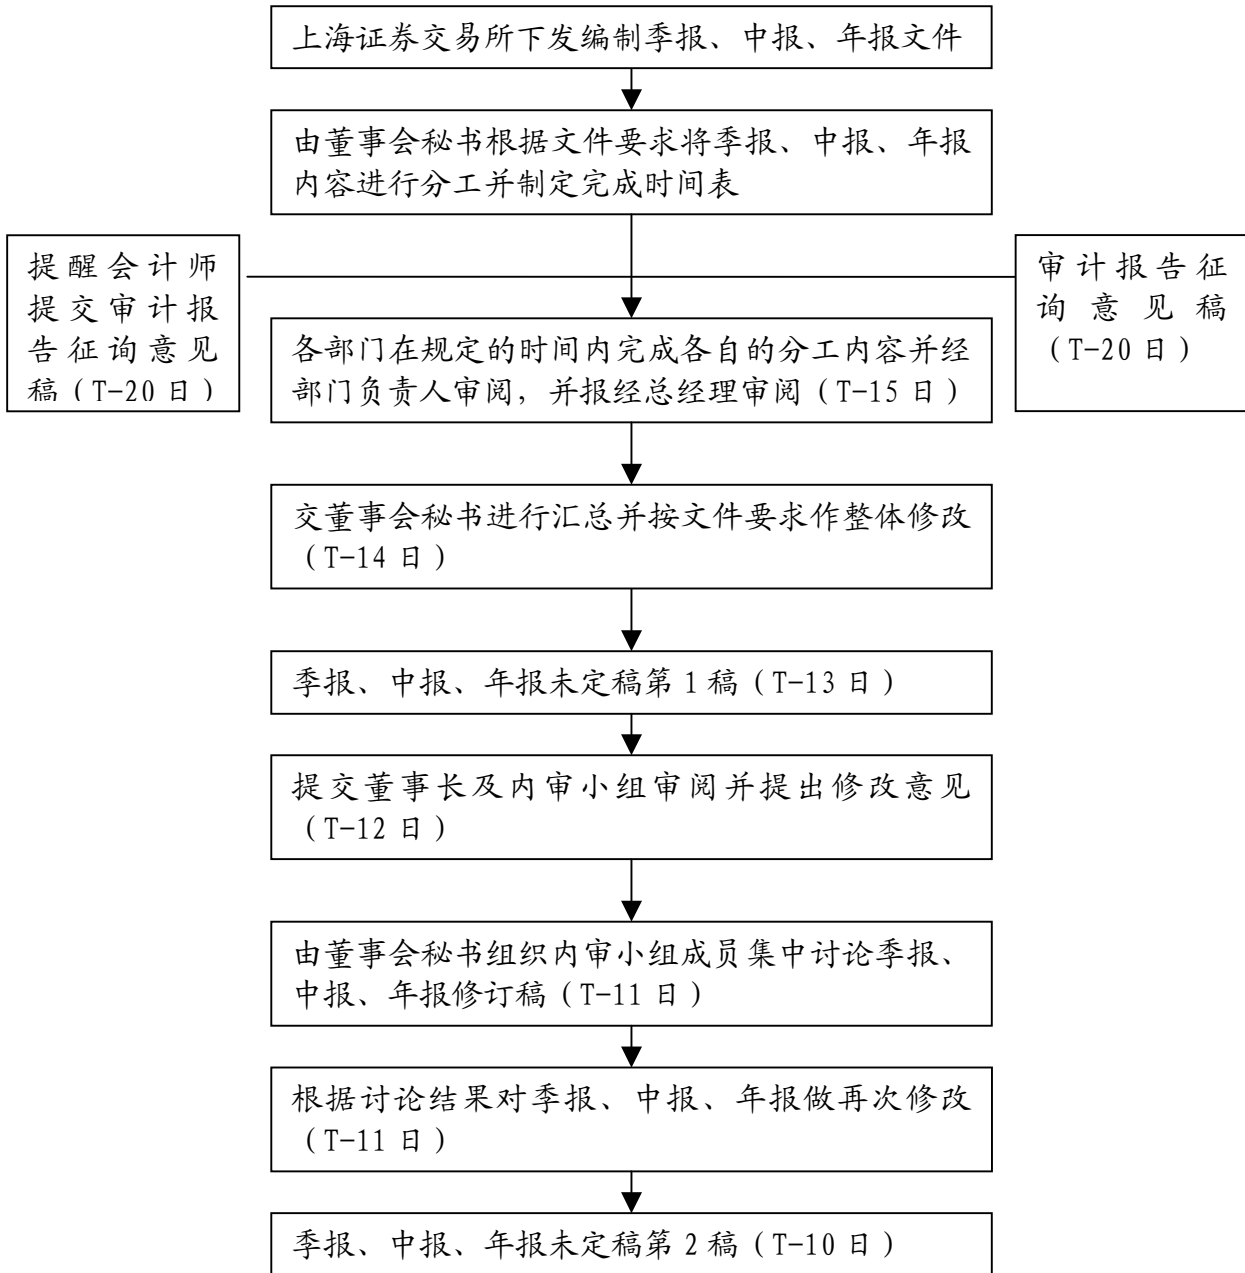 上海证券交易所下发编制季报、中报、年报文件
由董事会秘书根据文件要求将季报、中报、年报
内容进行分工并制定完成时间表
提醒会计师
提交审计报
告征询意见
稿（T-20日）
审计报告征
询意见稿
（T-20日）
各部门在规定的时间内完成各自的分工内容并经
部门负责人审阅，并报经总经理审阅（T-15日）
交董事会秘书进行汇总并按文件要求作整体修改
（T-14日）
季报、中报、年报未定稿第1稿（T-13日）
提交董事长及内审小组审阅并提出修改意见
（T-12日）
由董事会秘书组织内审小组成员集中讨论季报、
中报、年报修订稿（T-11日）
根据讨论结果对季报、中报、年报做再次修改
（T-11日）
季报、中报、年报未定稿第2稿（T-10日）